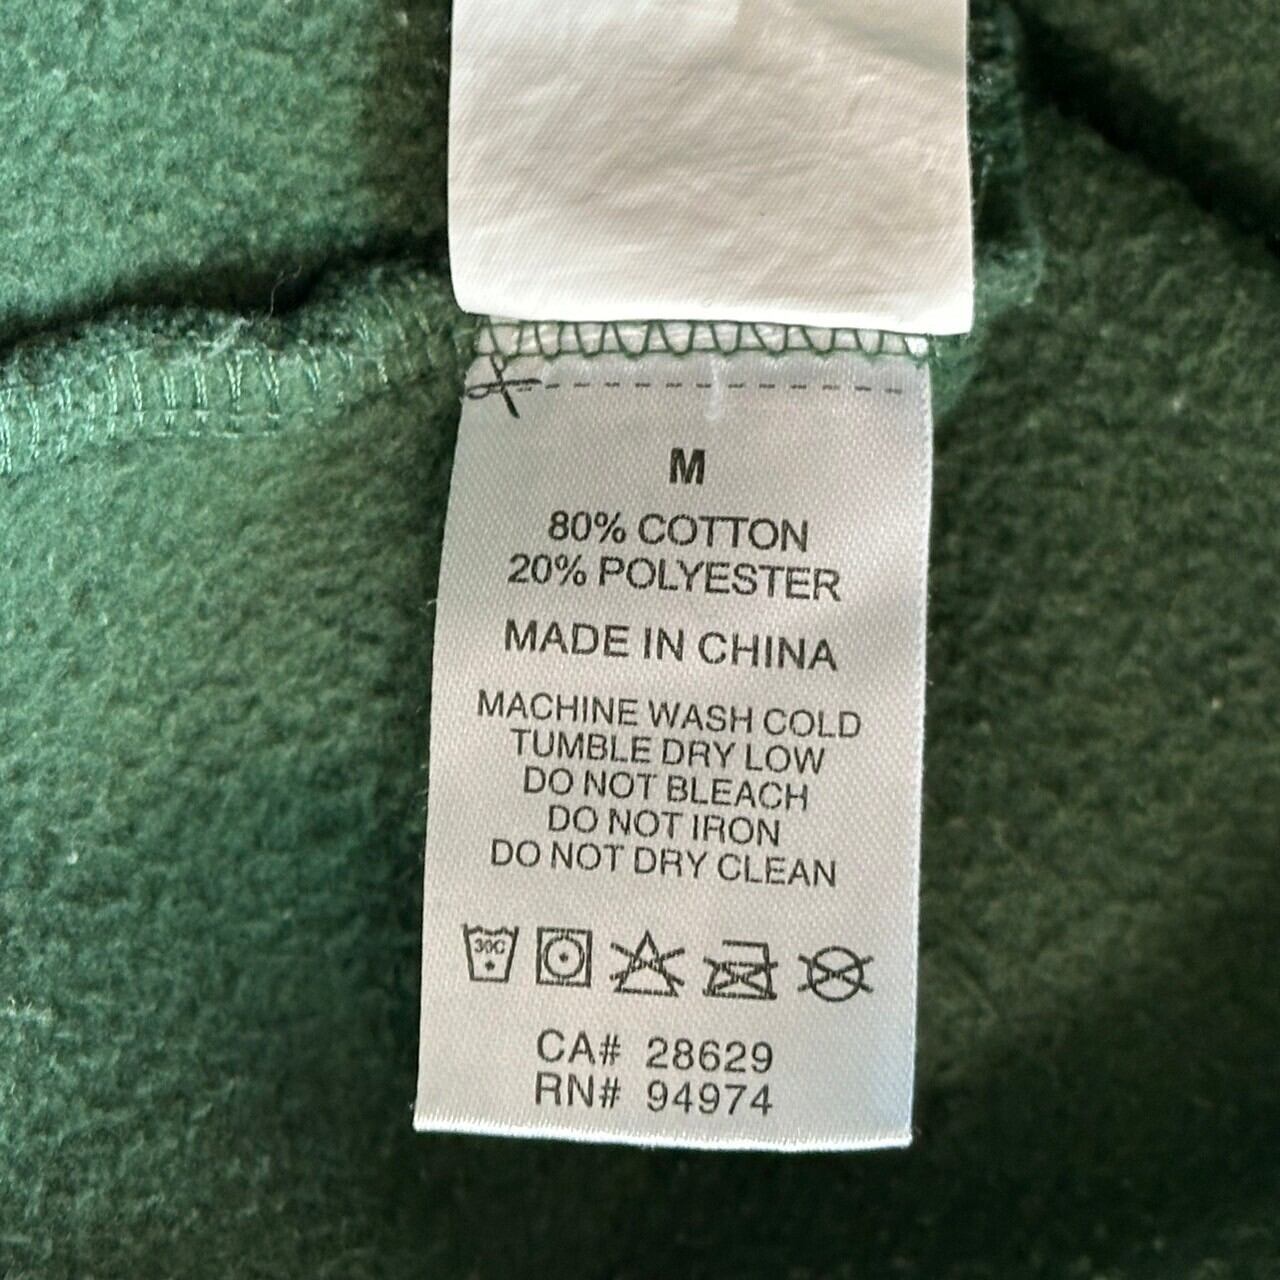 M
80% COTTON
20% POLYESTER
MADE IN CHINA
MACHINE WASH COLD
TUMBLE DRY LOW
DO NOT BLEACH
DO NOT IRON
DO NOT DRY CLEAN
30C
CA# 28629
RN# 94974